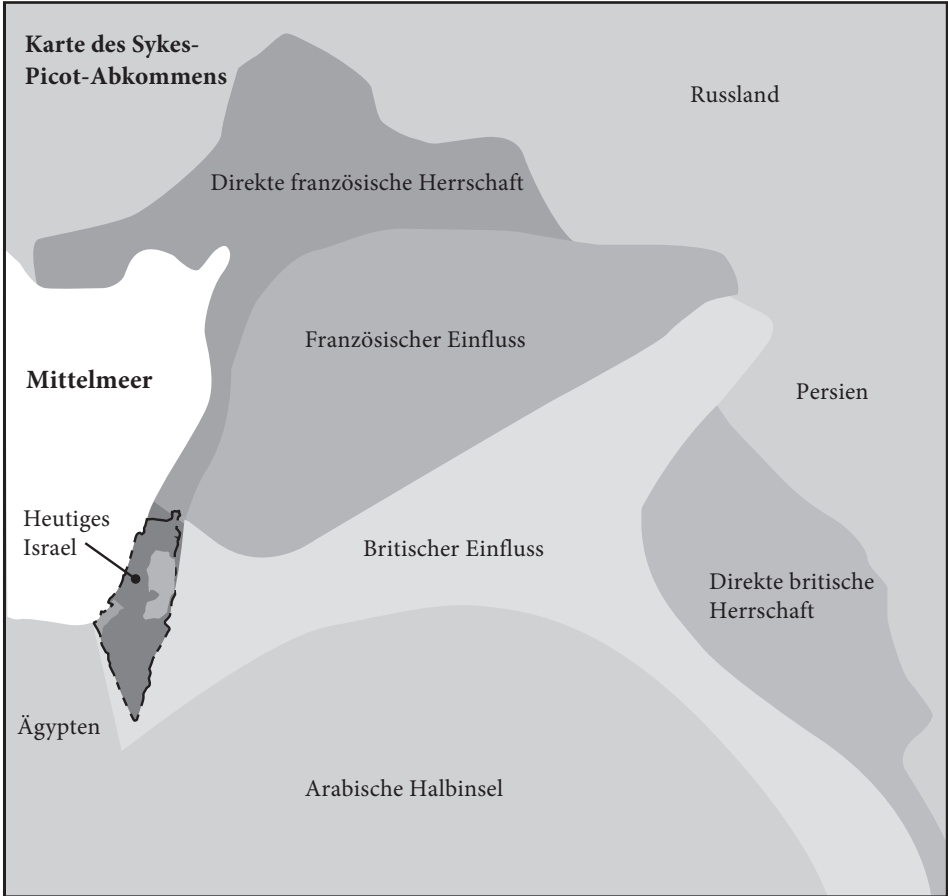 Karte des Sykes-
Picot-Abkommens
Russland
Direkte französische Herrschaft
Französischer Einfluss
Mittelmeer
Persien
Heutiges
Israel
Britischer Einfluss
Direkte britische
Herrschaft
Ägypten
Arabische Halbinsel